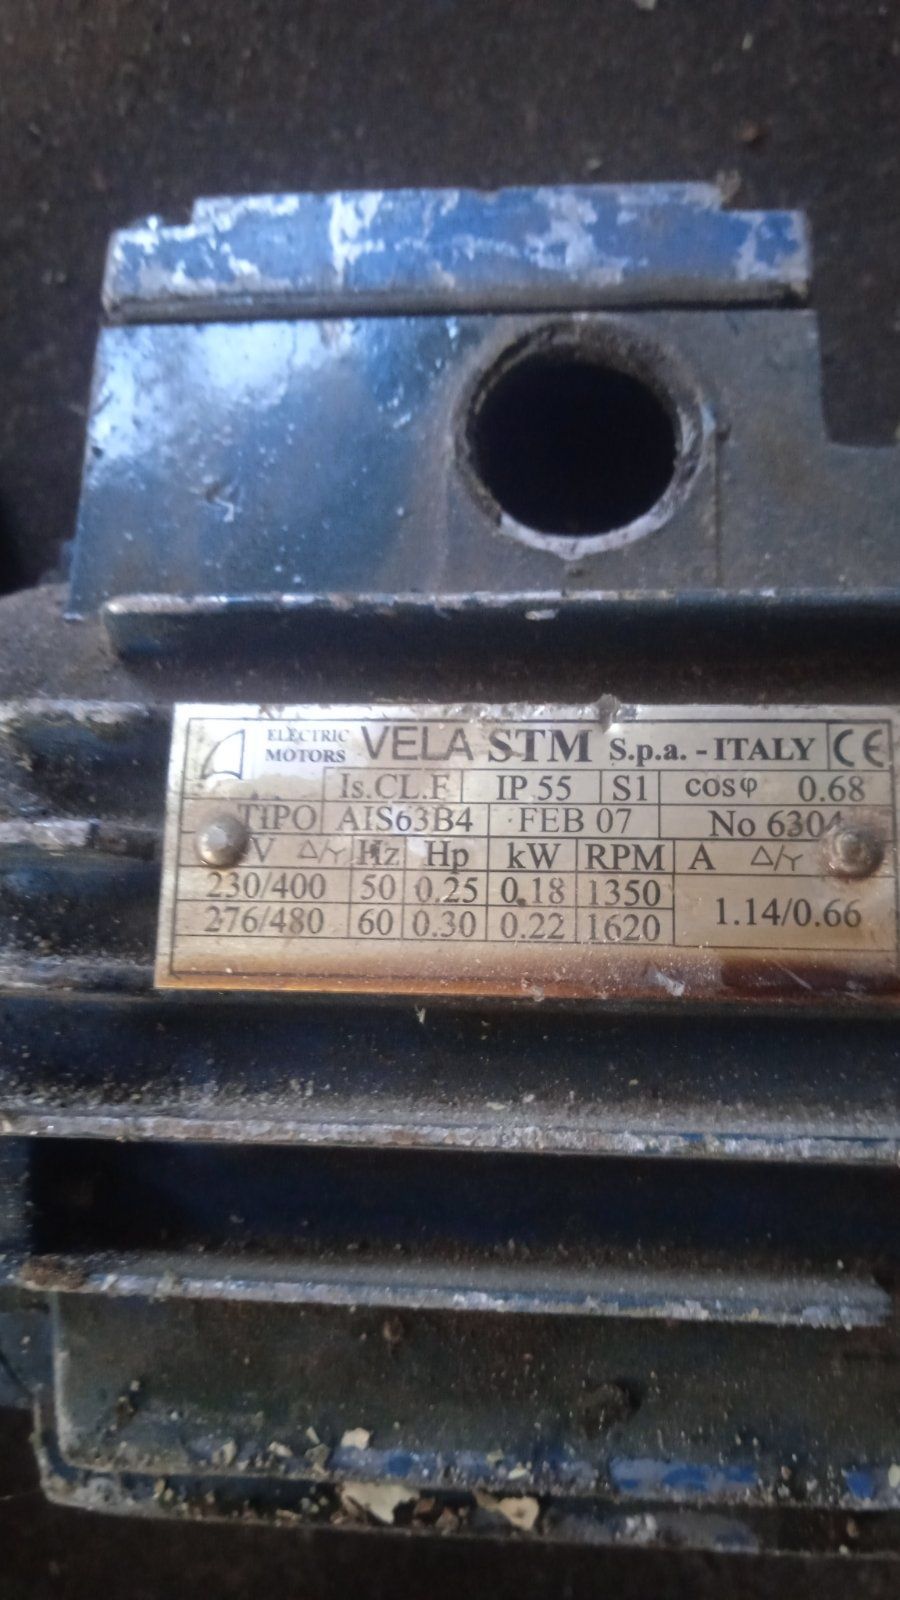 ELECTRIC MOTORS VELA STM S.p.a. - ITALY CE
Is.CL.F IP 55 S1 cosφ 0.68
TIPO AIS63B4 FEB 07 No 6304
V Δ/Y Hz Hp kW RPM A Δ/Y
230/400 50 0.25 0.18 1350 1.14/0.66
276/480 60 0.30 0.22 1620